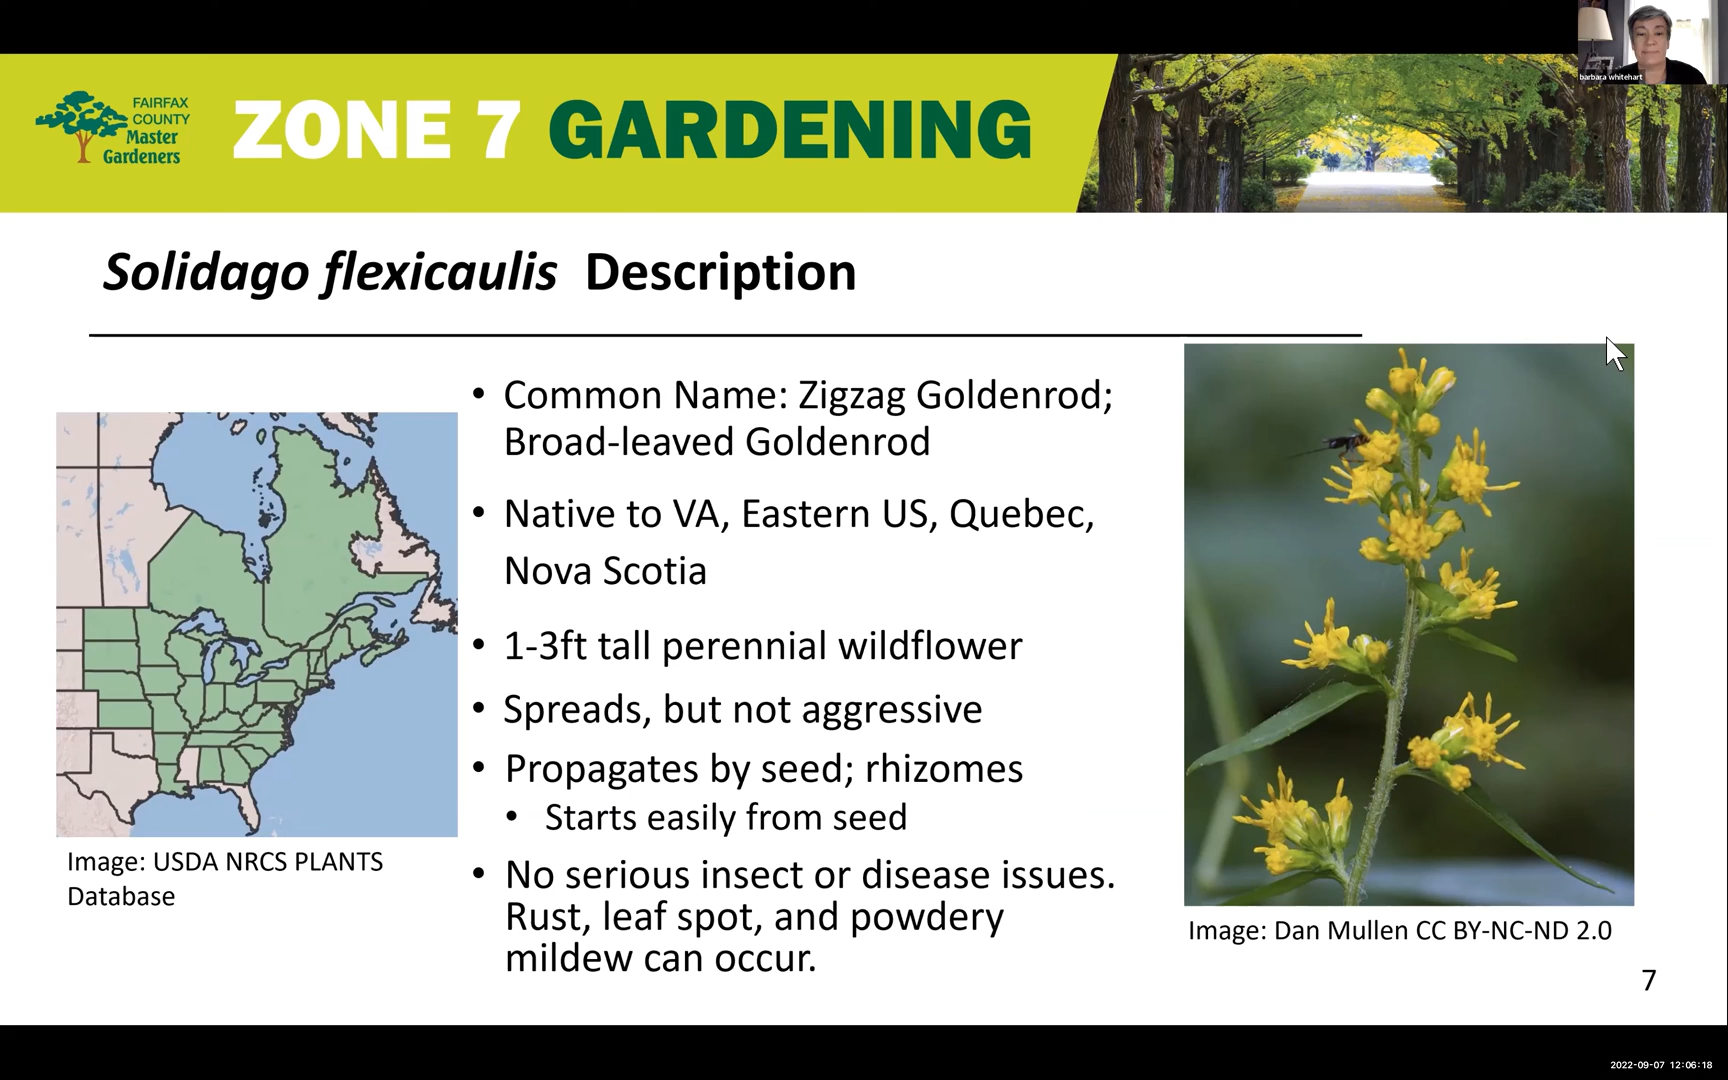 barbara whitehart
FAIRFAX
COUNTY
Master
Gardeners
ZONE 7 GARDENING
Solidago flexicaulis Description
• Common Name: Zigzag Goldenrod;
Broad-leaved Goldenrod
• Native to VA, Eastern US, Quebec,
Nova Scotia
• 1-3ft tall perennial wildflower
• Spreads, but not aggressive
• Propagates by seed; rhizomes
• Starts easily from seed
• No serious insect or disease issues.
Rust, leaf spot, and powdery
mildew can occur.
Image: USDA NRCS PLANTS
Database
Image: Dan Mullen CC BY-NC-ND 2.0
7
2022-09-07 12:06:18